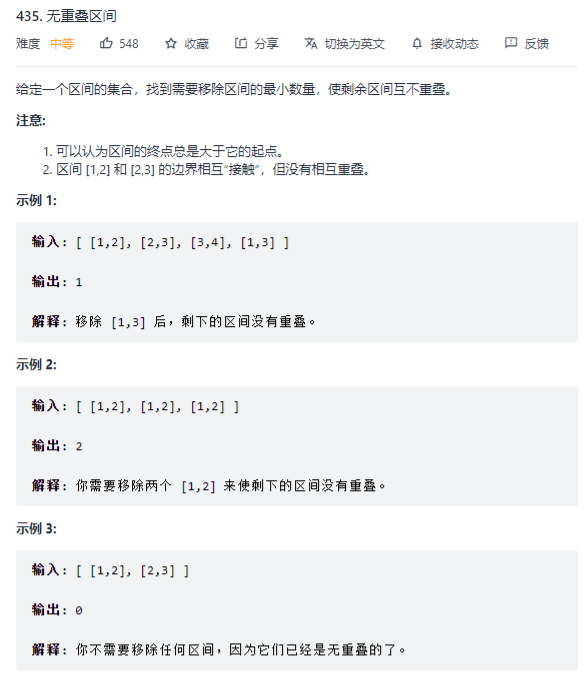 435. 无重叠区间
难度 中等 548 收藏 分享 切换为英文 接收动态 反馈
给定一个区间的集合，找到需要移除区间的最小数量，使剩余区间互不重叠。
注意:
1. 可以认为区间的终点总是大于它的起点。
2. 区间 [1,2] 和 [2,3] 的边界相互“接触”，但没有相互重叠。
示例 1:
输入: [ [1,2], [2,3], [3,4], [1,3] ]
输出: 1
解释: 移除 [1,3] 后，剩下的区间没有重叠。
示例 2:
输入: [ [1,2], [1,2], [1,2] ]
输出: 2
解释: 你需要移除两个 [1,2] 来使剩下的区间没有重叠。
示例 3:
输入: [ [1,2], [2,3] ]
输出: 0
解释: 你不需要移除任何区间，因为它们已经是无重叠的了。